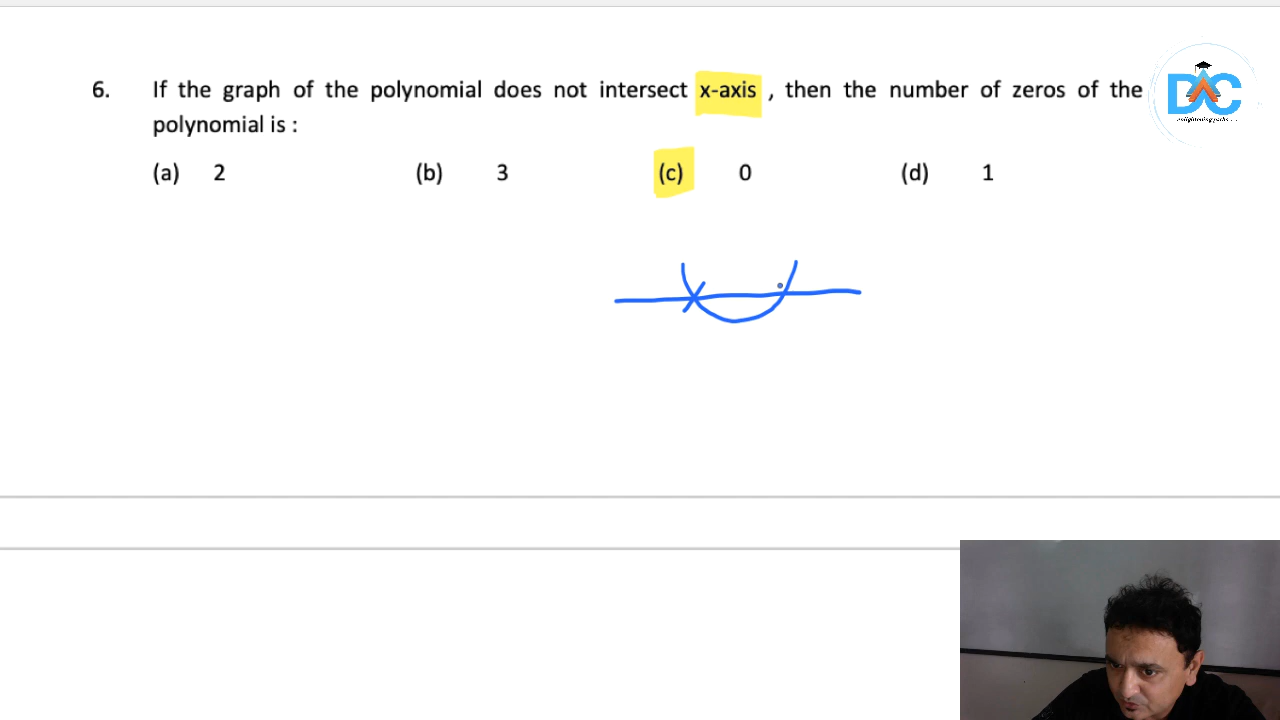 6. If the graph of the polynomial does not intersect x-axis , then the number of zeros of the
polynomial is :
(a) 2 (b) 3 (c) 0 (d) 1
DAC